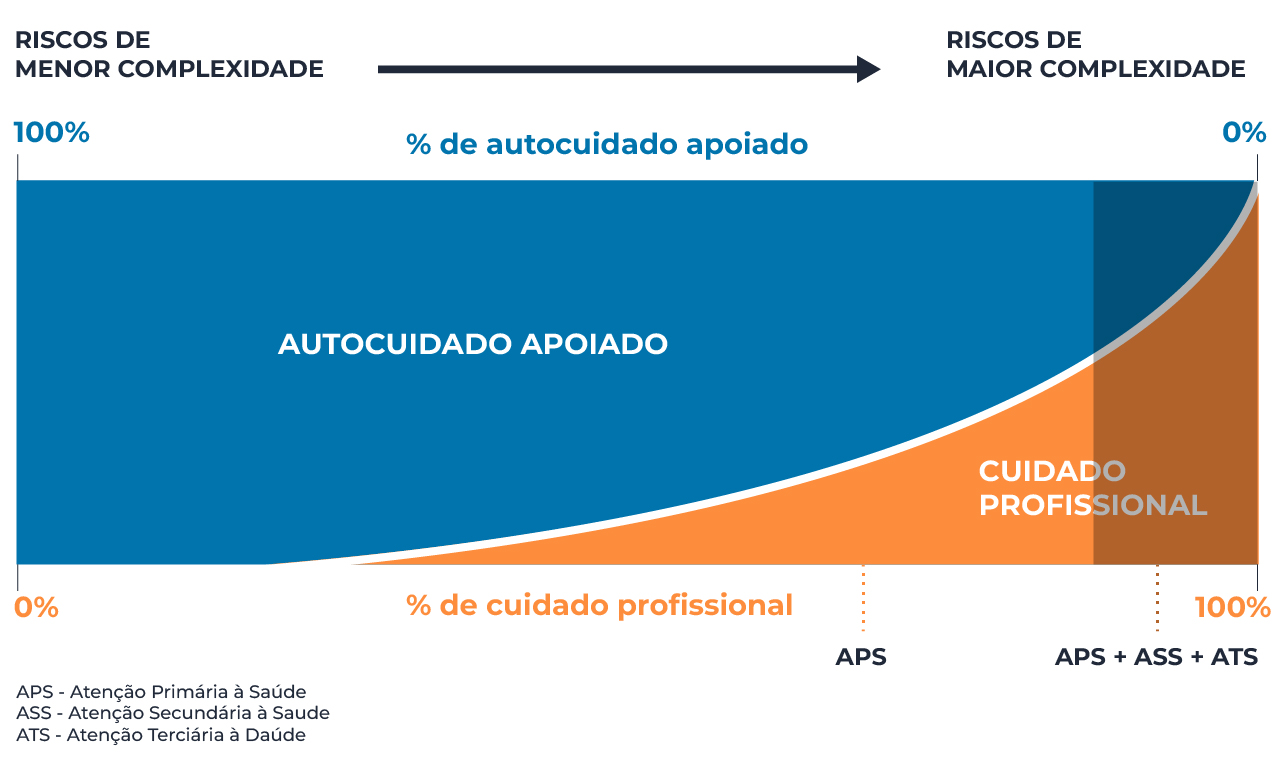 RISCOS DE
MENOR COMPLEXIDADE
RISCOS DE
MAIOR COMPLEXIDADE
100%
% de autocuidado apoiado
0%
AUTOCUIDADO APOIADO
CUIDADO
PROFISSIONAL
0%
% de cuidado profissional
100%
APS
APS + ASS + ATS
APS - Atenção Primária à Saúde
ASS - Atenção Secundária à Saude
ATS - Atenção Terciária à Daúde